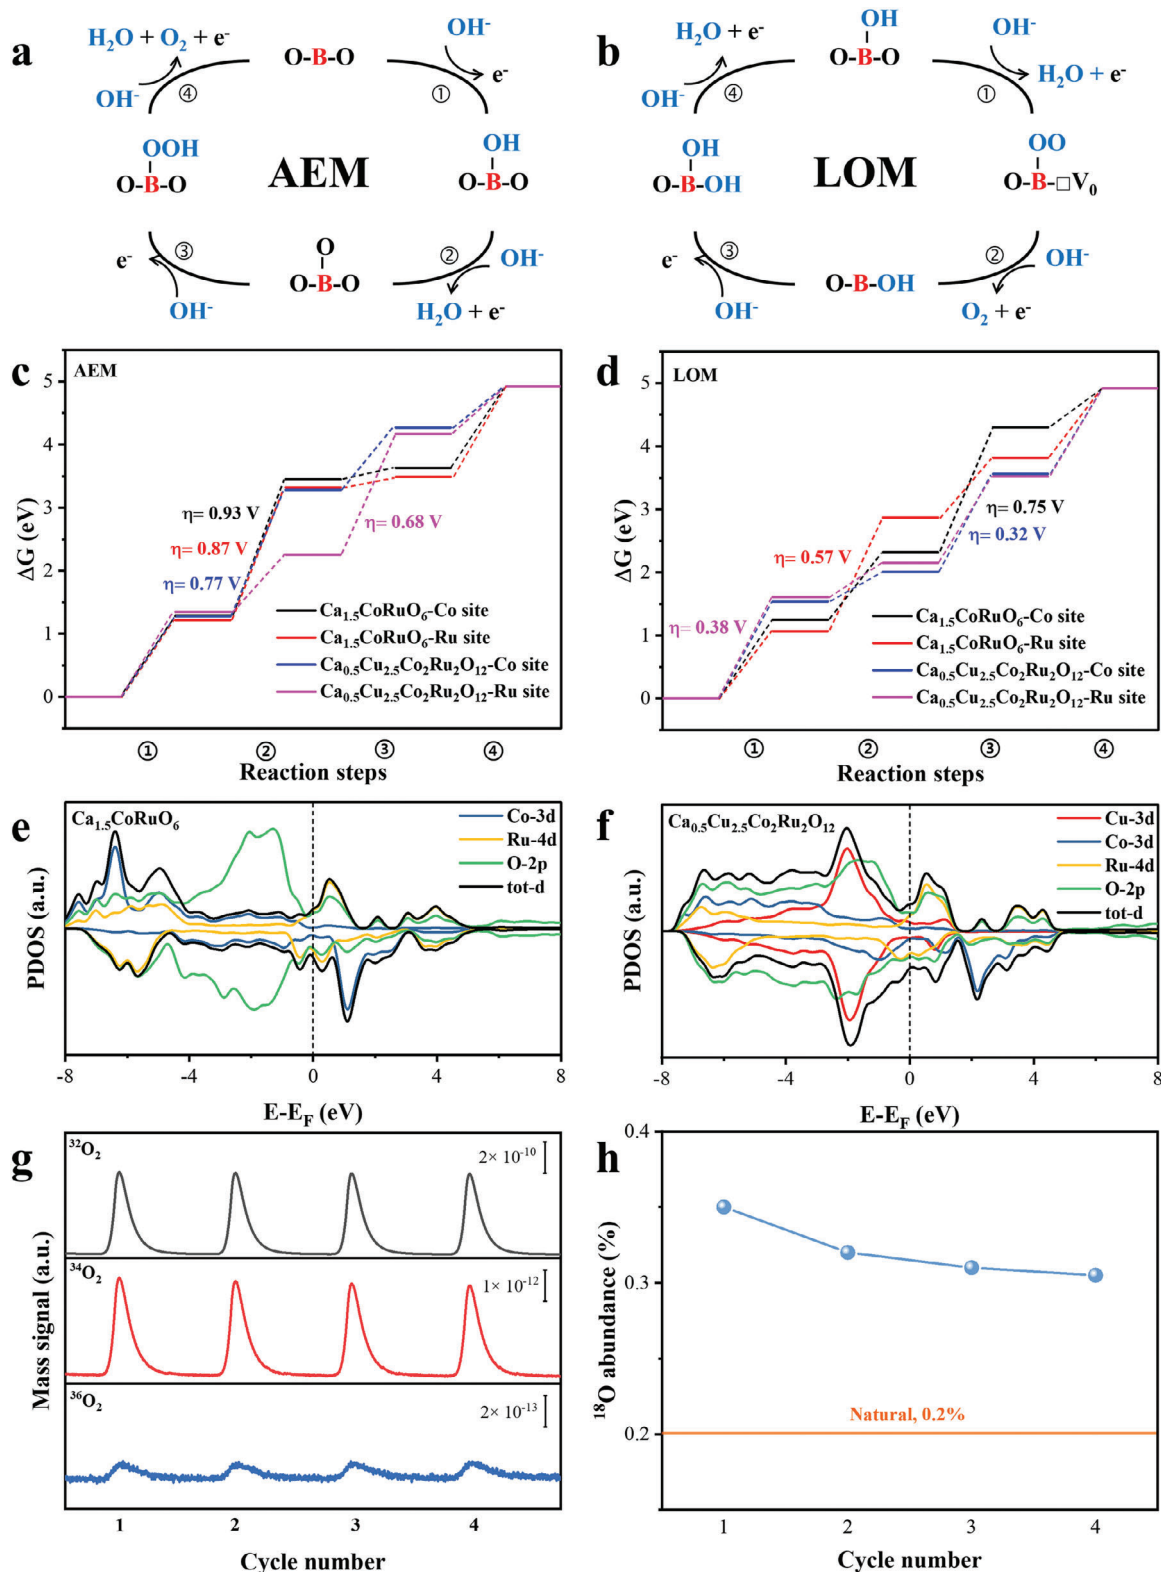 a
H₂O + O₂ + e⁻
O-B-O
OH⁻
e⁻
①
④
OH⁻
OOH
O-B-O
AEM
OH
O-B-O
③
②
e⁻
OH⁻
O
O-B-O
OH⁻
H₂O + e⁻
b
H₂O + e⁻
OH
O-B-O
OH⁻
H₂O + e⁻
①
④
OH⁻
OH
O-B-OH
LOM
OO
O-B-□V₀
③
②
e⁻
OH⁻
O-B-OH
OH⁻
O₂ + e⁻
c
AEM
5
4
3
2
1
0
ΔG (eV)
η= 0.93 V
η= 0.87 V
η= 0.77 V
η= 0.68 V
Ca₁.₅CoRuO₆-Co site
Ca₁.₅CoRuO₆-Ru site
Ca₀.₅Cu₂.₅Co₂Ru₂O₁₂-Co site
Ca₀.₅Cu₂.₅Co₂Ru₂O₁₂-Ru site
① ② ③ ④
Reaction steps
d
LOM
5
4
3
2
1
0
ΔG (eV)
η= 0.75 V
η= 0.32 V
η= 0.57 V
η= 0.38 V
Ca₁.₅CoRuO₆-Co site
Ca₁.₅CoRuO₆-Ru site
Ca₀.₅Cu₂.₅Co₂Ru₂O₁₂-Co site
Ca₀.₅Cu₂.₅Co₂Ru₂O₁₂-Ru site
① ② ③ ④
Reaction steps
e
Ca₁.₅CoRuO₆
Co-3d
Ru-4d
O-2p
tot-d
PDOS (a.u.)
-8 -4 0 4 8
E-E_F (eV)
f
Ca₀.₅Cu₂.₅Co₂Ru₂O₁₂
Cu-3d
Co-3d
Ru-4d
O-2p
tot-d
PDOS (a.u.)
-8 -4 0 4 8
E-E_F (eV)
g
³²O₂
2× 10⁻¹⁰
³⁴O₂
1× 10⁻¹²
³⁶O₂
2× 10⁻¹³
Mass signal (a.u.)
1 2 3 4
Cycle number
h
0.4
0.3
0.2
¹⁸O abundance (%)
Natural, 0.2%
1 2 3 4
Cycle number